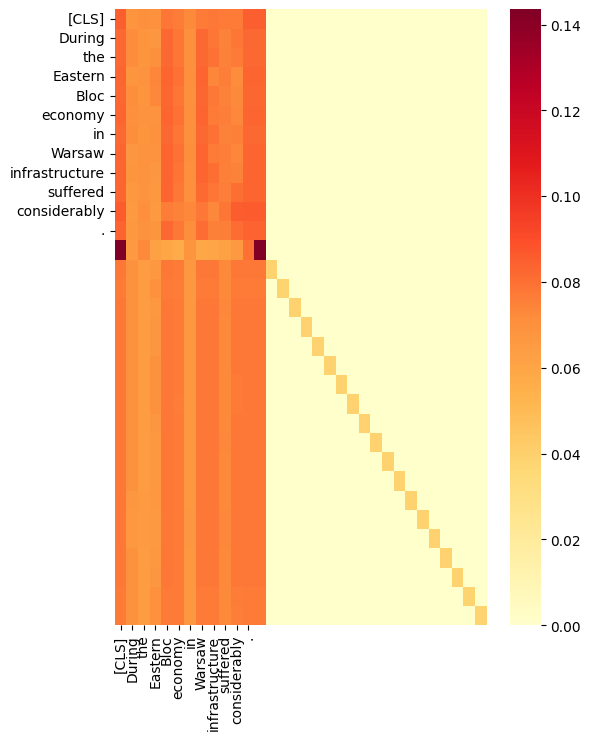 [CLS]
During
the
Eastern
Bloc
economy
in
Warsaw
infrastructure
suffered
considerably
.
0.14
0.12
0.10
0.08
0.06
0.04
0.02
0.00
[CLS]
During
the
Eastern
Bloc
economy
in
Warsaw
infrastructure
suffered
considerably
.